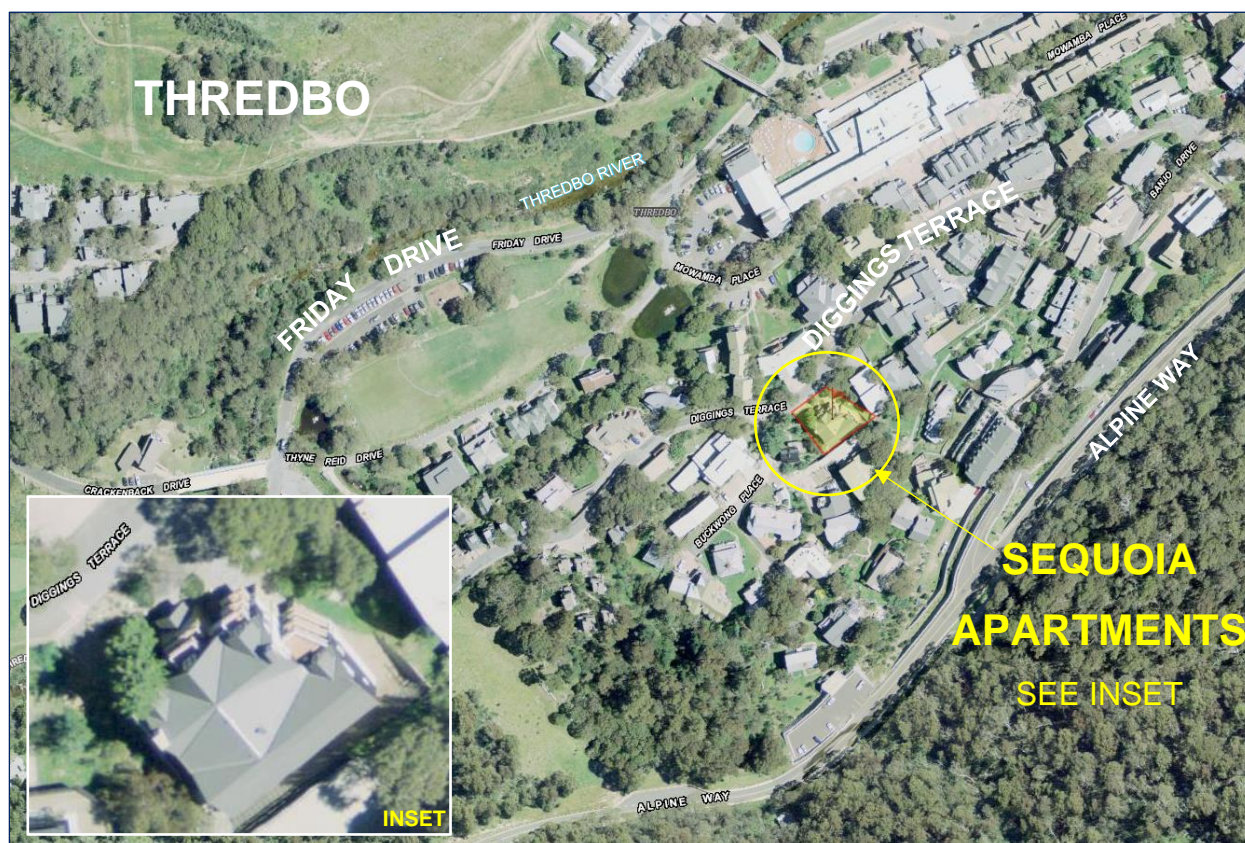 MOWAMBA PLACE
THREDBO
THREDBO RIVER
BANJO DRIVE
THREDBO
FRIDAY DRIVE
FRIDAY DRIVE
MOWAMBA PLACE
DIGGINGS TERRACE
ALPINE WAY
DIGGINGS TERRACE
THYNE REID DRIVE
CRACKENBACK DRIVE
BUCKWONG PLACE
SEQUOIA
APARTMENTS
SEE INSET
DIGGINGS TERRACE
INSET
ALPINE WAY